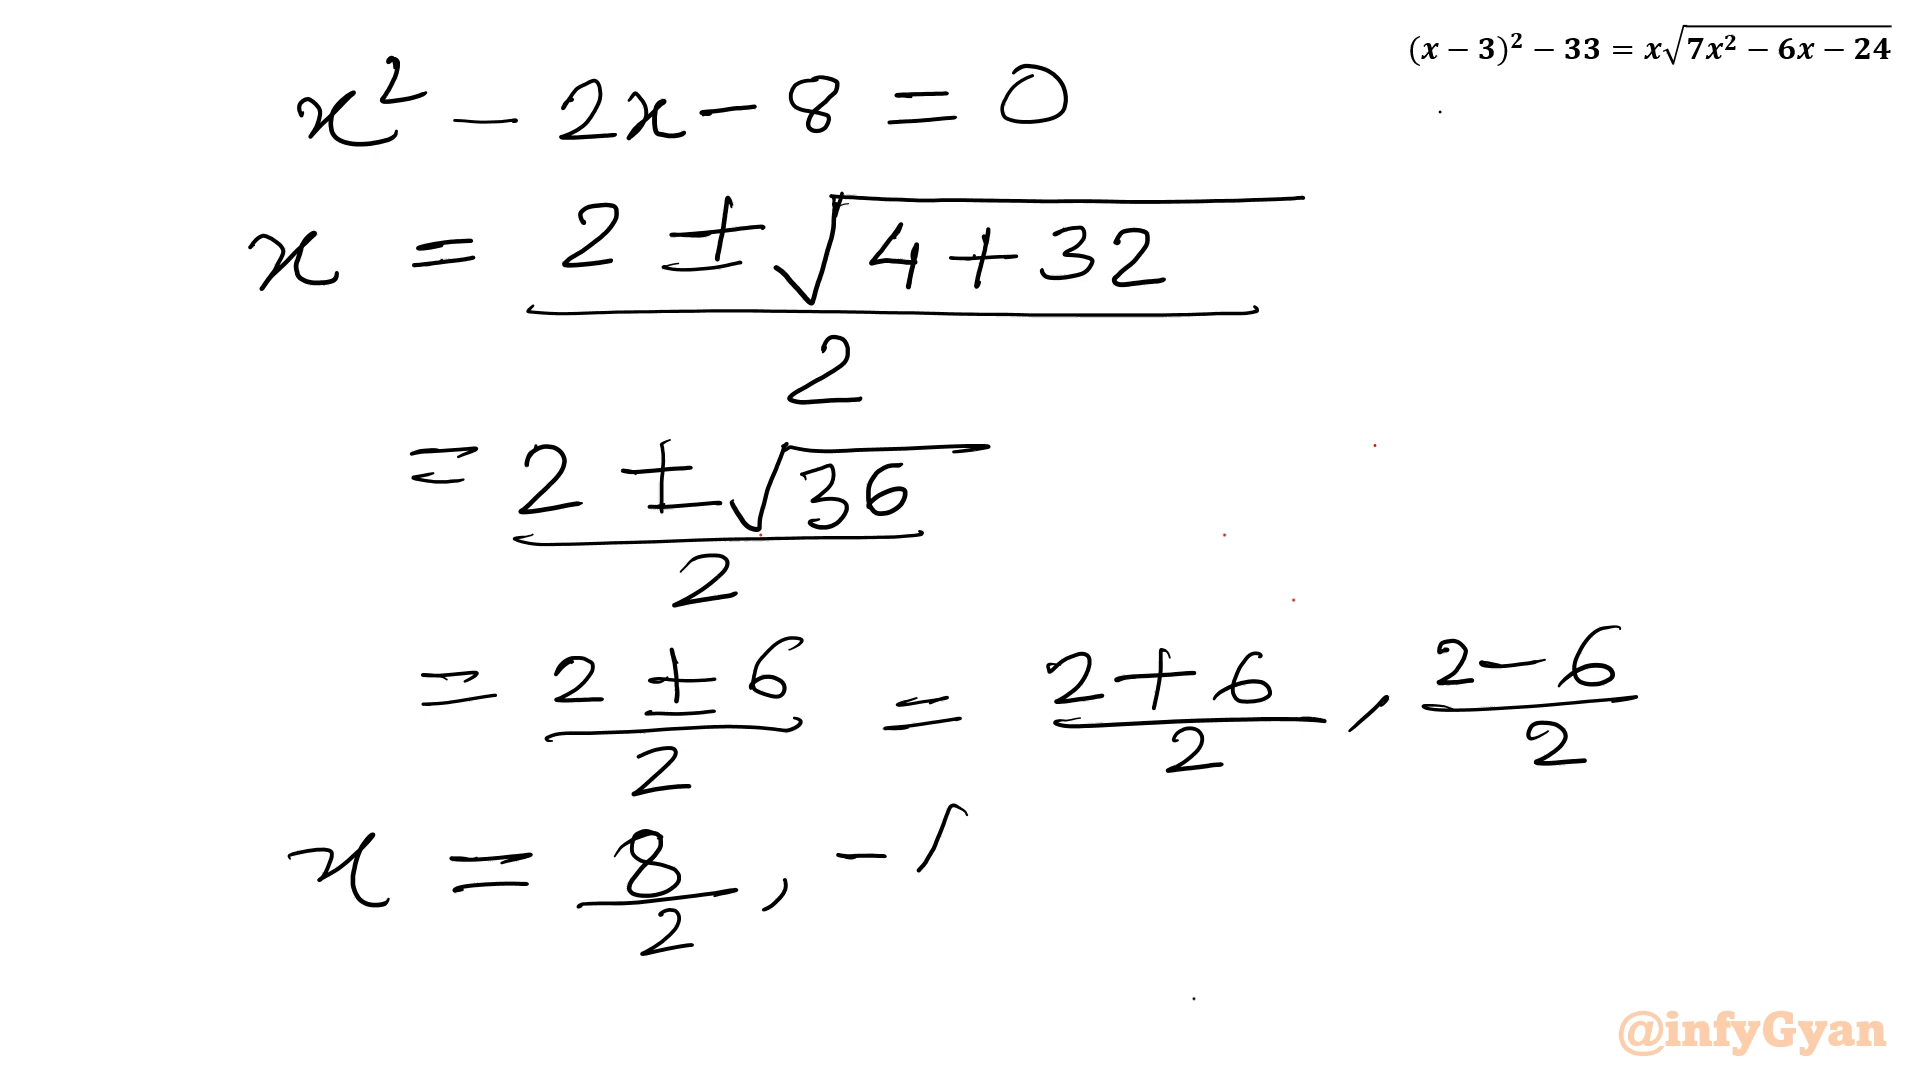 (x − 3)² − 33 = x√(7x² − 6x − 24)
x² − 2x − 8 = 0
x = (2 ± √(4 + 32)) / 2
= (2 ± √36) / 2
= (2 ± 6) / 2 = (2 + 6) / 2 , (2 − 6) / 2
x = 8 / 2 , −
@infyGyan